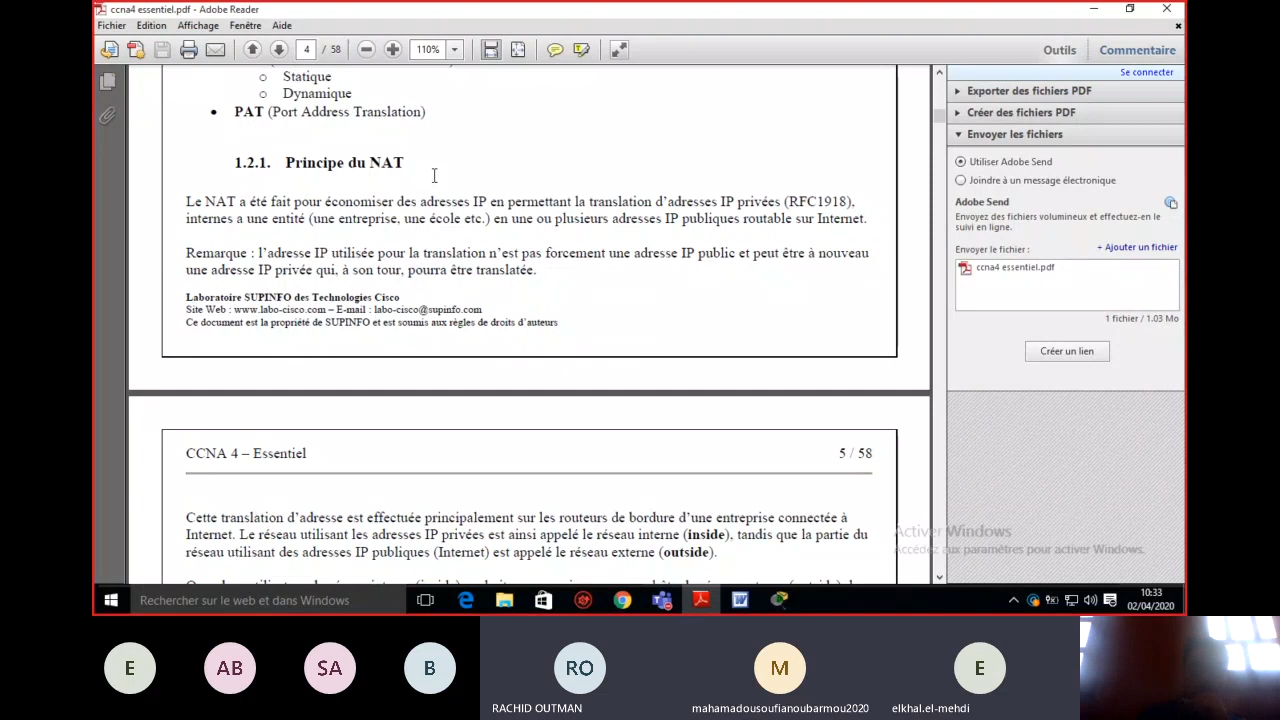 ccna4 essentiel.pdf - Adobe Reader
Fichier Edition Affichage Fenêtre Aide
4 / 58 110% Outils Commentaire
Se connecter
Statique
Dynamique
PAT (Port Address Translation)
1.2.1. Principe du NAT
Le NAT a été fait pour économiser des adresses IP en permettant la translation d'adresses IP privées (RFC1918),
internes a une entité (une entreprise, une école etc.) en une ou plusieurs adresses IP publiques routable sur Internet.
Remarque : l'adresse IP utilisée pour la translation n'est pas forcement une adresse IP public et peut être à nouveau
une adresse IP privée qui, à son tour, pourra être translatée.
Laboratoire SUPINFO des Technologies Cisco
Site Web : www.labo-cisco.com – E-mail : labo-cisco@supinfo.com
Ce document est la propriété de SUPINFO et est soumis aux règles de droits d'auteurs
CCNA 4 – Essentiel 5 / 58
Cette translation d'adresse est effectuée principalement sur les routeurs de bordure d'une entreprise connectée à
Internet. Le réseau utilisant les adresses IP privées est ainsi appelé le réseau interne (inside), tandis que la partie du
réseau utilisant des adresses IP publiques (Internet) est appelé le réseau externe (outside).
Exporter des fichiers PDF
Créer des fichiers PDF
Envoyer les fichiers
Utiliser Adobe Send
Joindre à un message électronique
Adobe Send
Envoyez des fichiers volumineux et effectuez-en le
suivi en ligne.
Envoyer le fichier : + Ajouter un fichier
ccna4 essentiel.pdf
1 fichier / 1.03 Mo
Créer un lien
Activer Windows
Accédez aux paramètres pour activer Windows.
Rechercher sur le web et dans Windows
10:33
02/04/2020
E AB SA B RO M E
RACHID OUTMAN mahamadousoufianoubarmou2020 elkhal.el-mehdi